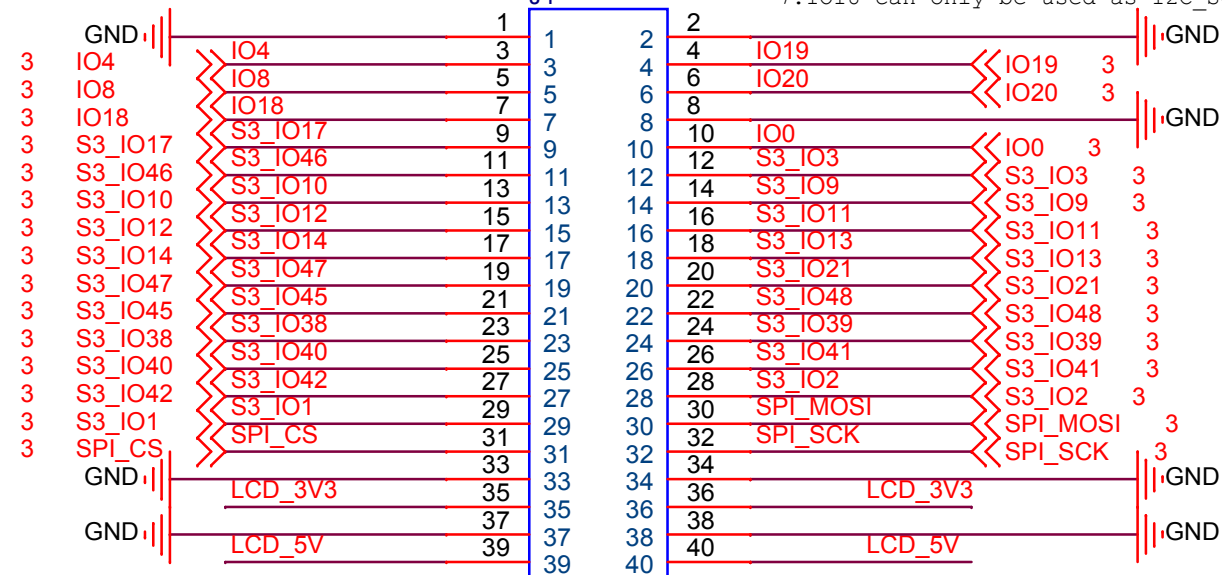 J1
7.IO18 can only be used as I2C_S
1 2
GND 1 2 GND
3 IO4 IO4 3 3 4 4 IO19 IO19 3
3 IO8 IO8 5 5 6 6 IO20 IO20 3
3 IO18 IO18 7 7 8 8 GND
3 S3_IO17 S3_IO17 9 9 10 10 IO0 IO0 3
3 S3_IO46 S3_IO46 11 11 12 12 S3_IO3 S3_IO3 3
3 S3_IO10 S3_IO10 13 13 14 14 S3_IO9 S3_IO9 3
3 S3_IO12 S3_IO12 15 15 16 16 S3_IO11 S3_IO11 3
3 S3_IO14 S3_IO14 17 17 18 18 S3_IO13 S3_IO13 3
3 S3_IO47 S3_IO47 19 19 20 20 S3_IO21 S3_IO21 3
3 S3_IO45 S3_IO45 21 21 22 22 S3_IO48 S3_IO48 3
3 S3_IO38 S3_IO38 23 23 24 24 S3_IO39 S3_IO39 3
3 S3_IO40 S3_IO40 25 25 26 26 S3_IO41 S3_IO41 3
3 S3_IO42 S3_IO42 27 27 28 28 S3_IO2 S3_IO2 3
3 S3_IO1 S3_IO1 29 29 30 30 SPI_MOSI SPI_MOSI 3
3 SPI_CS SPI_CS 31 31 32 32 SPI_SCK SPI_SCK 3
GND 33 33 34 34 GND
LCD_3V3 35 35 36 36 LCD_3V3
GND 37 37 38 38 GND
LCD_5V 39 39 40 40 LCD_5V